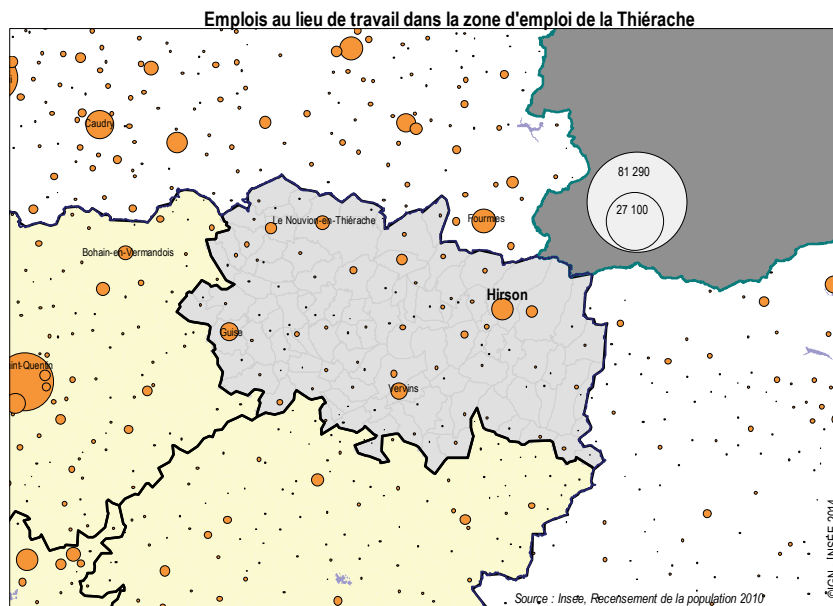 Emplois au lieu de travail dans la zone d'emploi de la Thiérache
i
Caudry
81 290
27 100
Le Nouvion-en-Thiérache
Fourmes
Bohain-en-Vermandois
Hirson
Guise
int-Quentin
Vervins
Source : Insee, Recensement de la population 2010
©IGN - INSEE 2014